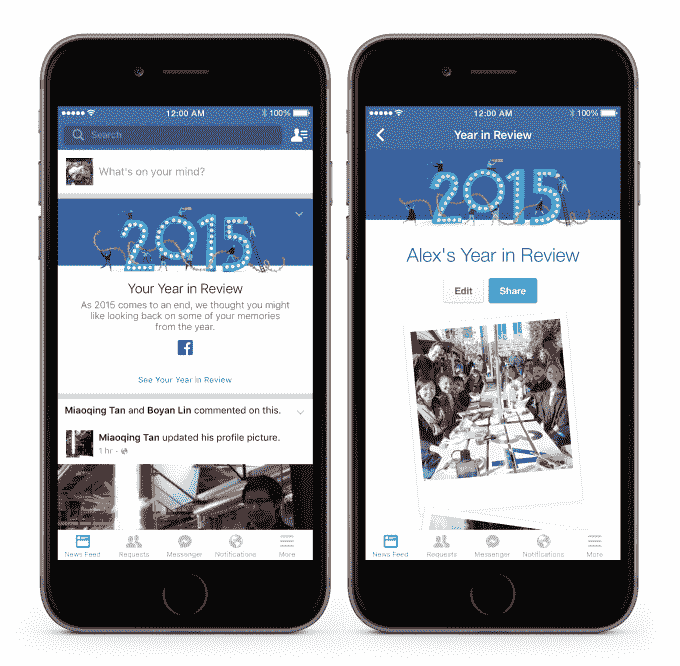 12:00 AM
100%
Search
What's on your mind?
2015
Your Year in Review
As 2015 comes to an end, we thought you might
like looking back on some of your memories
from the year.
See Your Year in Review
Miaoqing Tan and Boyan Lin commented on this.
Miaoqing Tan updated his profile picture.
1 hr ·
News Feed
Requests
Messenger
Notifications
More
12:00 AM
100%
Year in Review
2015
Alex's Year in Review
Edit
Share
News Feed
Requests
Messenger
Notifications
More